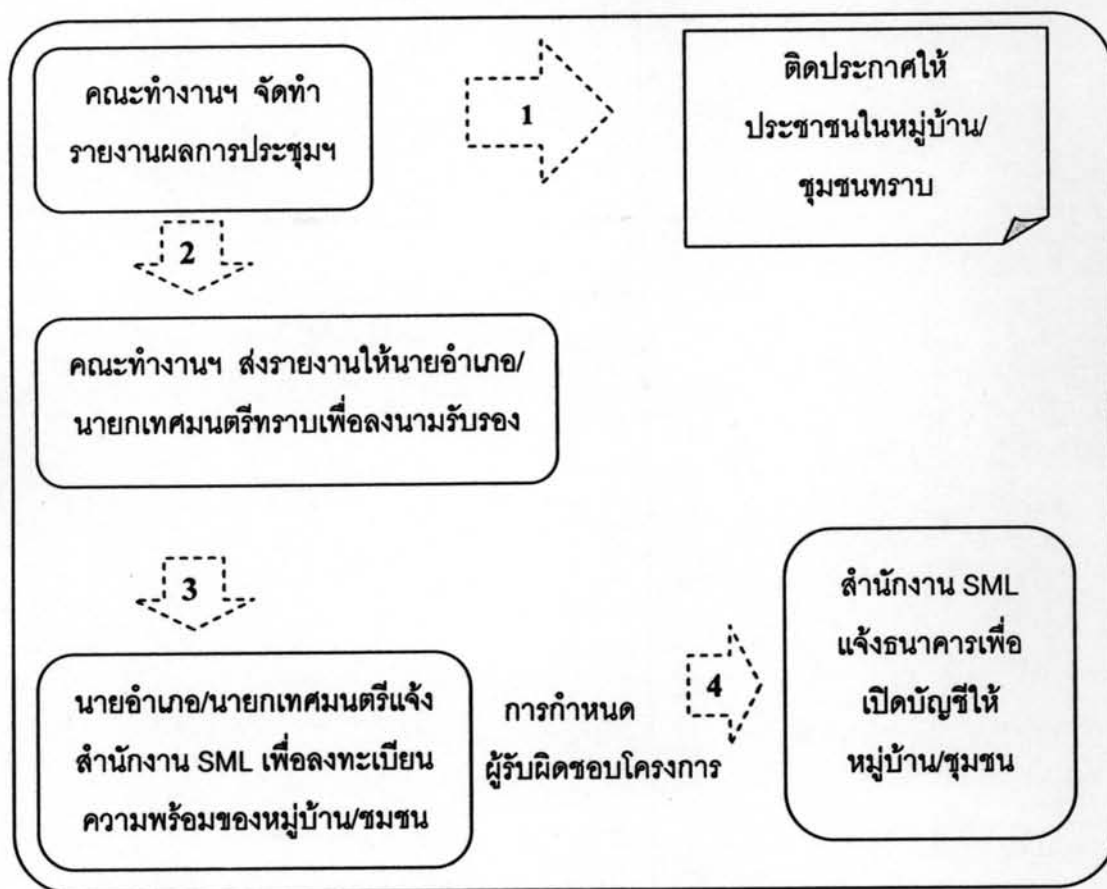 คณะทำงานฯ จัดทำ
รายงานผลการประชุมฯ
1
ติดประกาศให้
ประชาชนในหมู่บ้าน/
ชุมชนทราบ
2
คณะทำงานฯ ส่งรายงานให้นายอำเภอ/
นายกเทศมนตรีทราบเพื่อลงนามรับรอง
3
นายอำเภอ/นายกเทศมนตรีแจ้ง
สำนักงาน SML เพื่อลงทะเบียน
ความพร้อมของหมู่บ้าน/ชมชน
การกำหนด
ผู้รับผิดชอบโครงการ
4
สำนักงาน SML
แจ้งธนาคารเพื่อ
เปิดบัญชีให้
หมู่บ้าน/ชุมชน